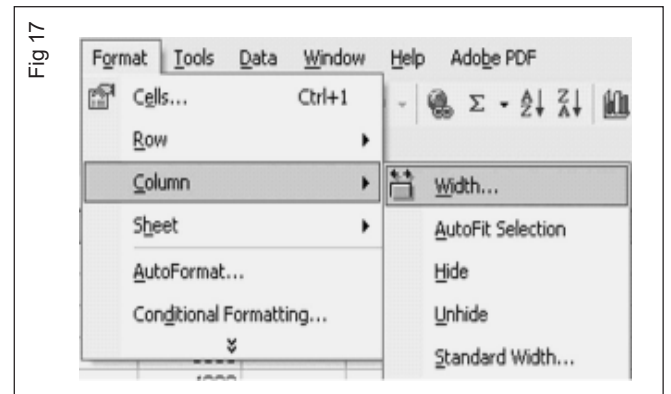 Fig 17
Format Tools Data Window Help Adobe PDF
Cells... Ctrl+1
Row
Column
Width...
Sheet
AutoFit Selection
AutoFormat...
Hide
Conditional Formatting...
Unhide
Standard Width...